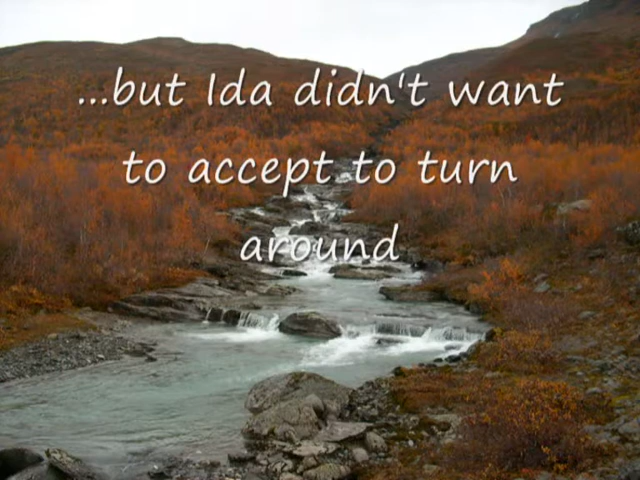 ...but Ida didn't want
to accept to turn
around